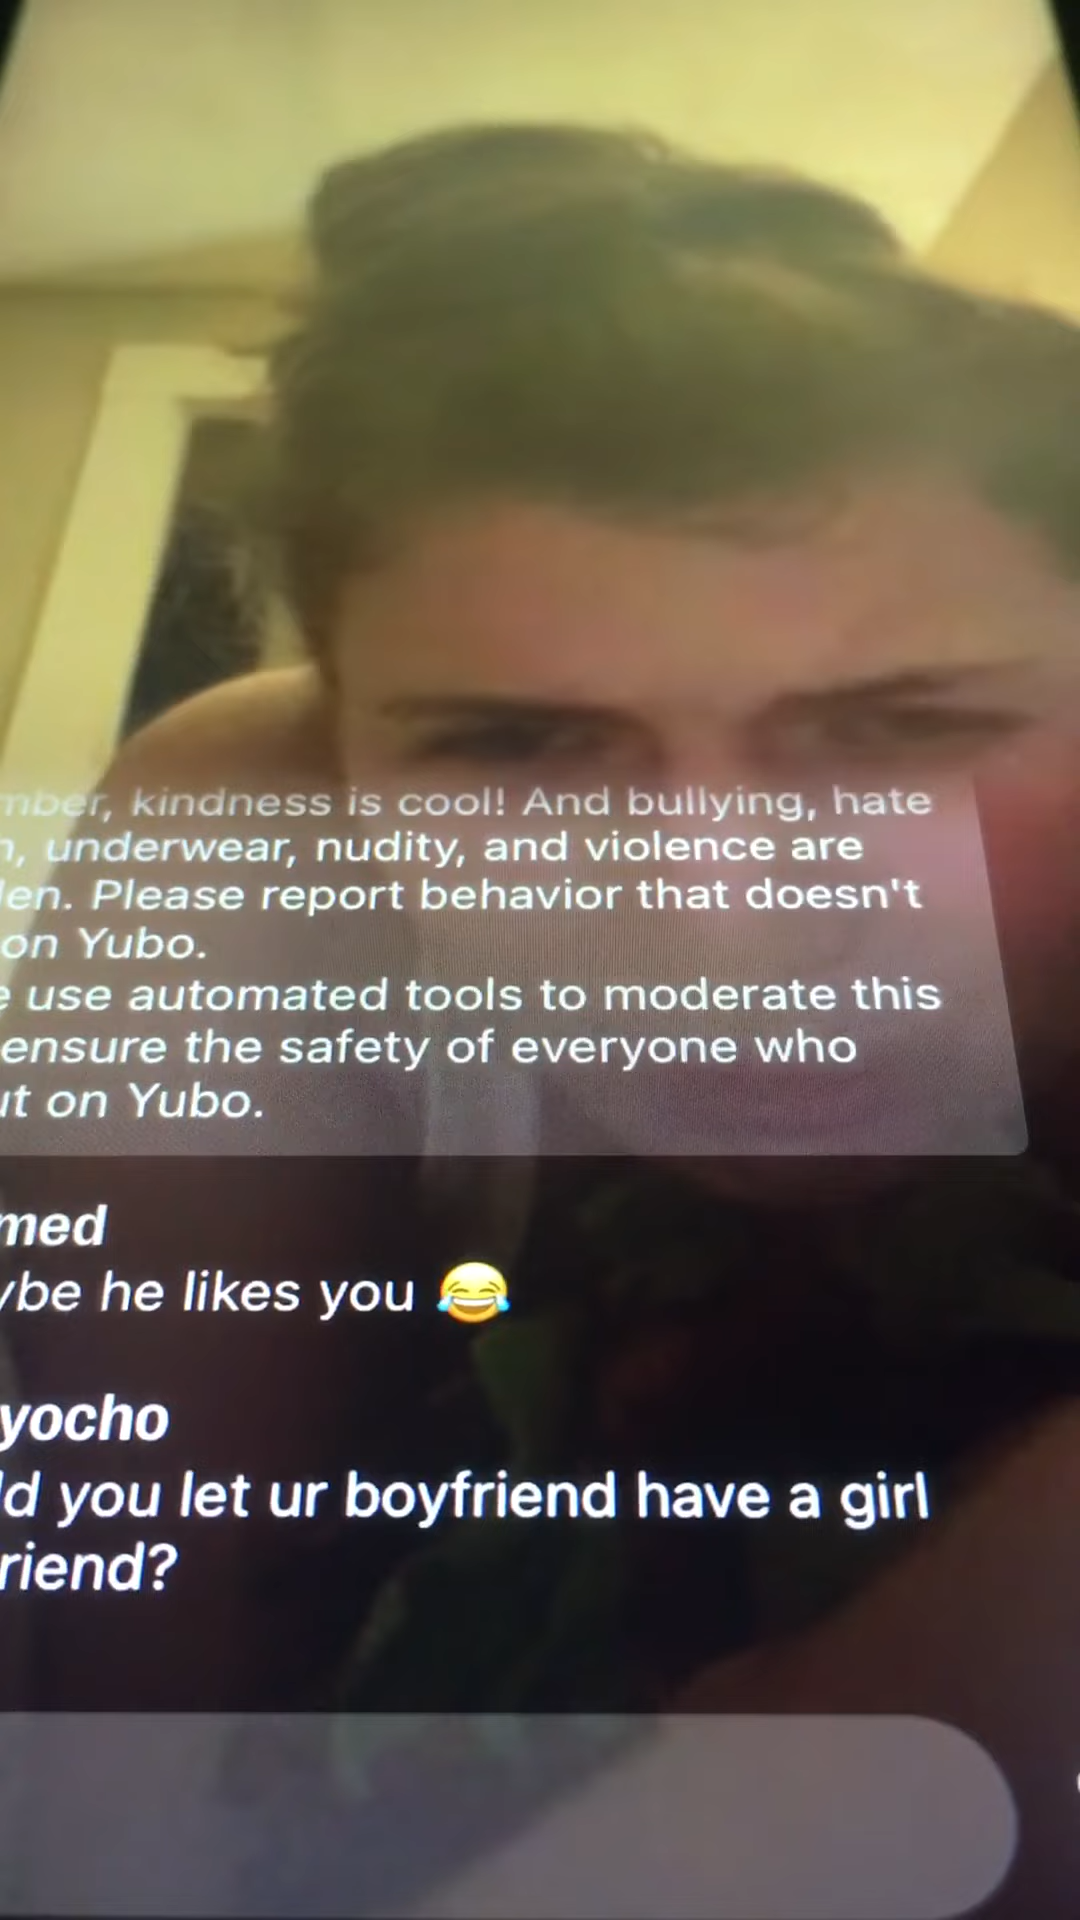 kindness is cool! And bullying, hate
underwear, nudity, and violence are
Please report behavior that doesn't
on Yubo.
use automated tools to moderate this
ensure the safety of everyone who
on Yubo.
med
he likes you 😂
yocho
you let ur boyfriend have a girl
riend?